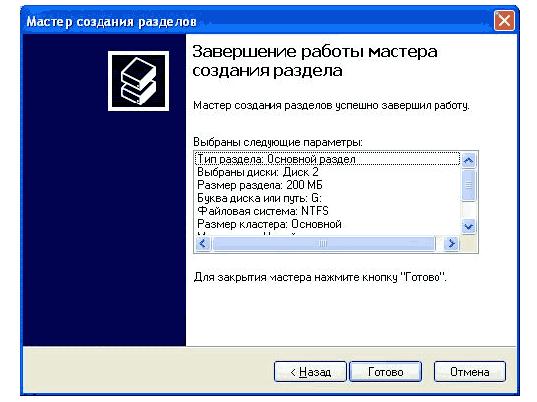 Мастер создания разделов
Завершение работы мастера
создания раздела
Мастер создания разделов успешно завершил работу.
Выбраны следующие параметры:
Тип раздела: Основной раздел
Выбраны диски: Диск 2
Размер раздела: 200 МБ
Буква диска или путь: G:
Файловая система: NTFS
Размер кластера: Основной
Для закрытия мастера нажмите кнопку "Готово".
< Назад
Готово
Отмена